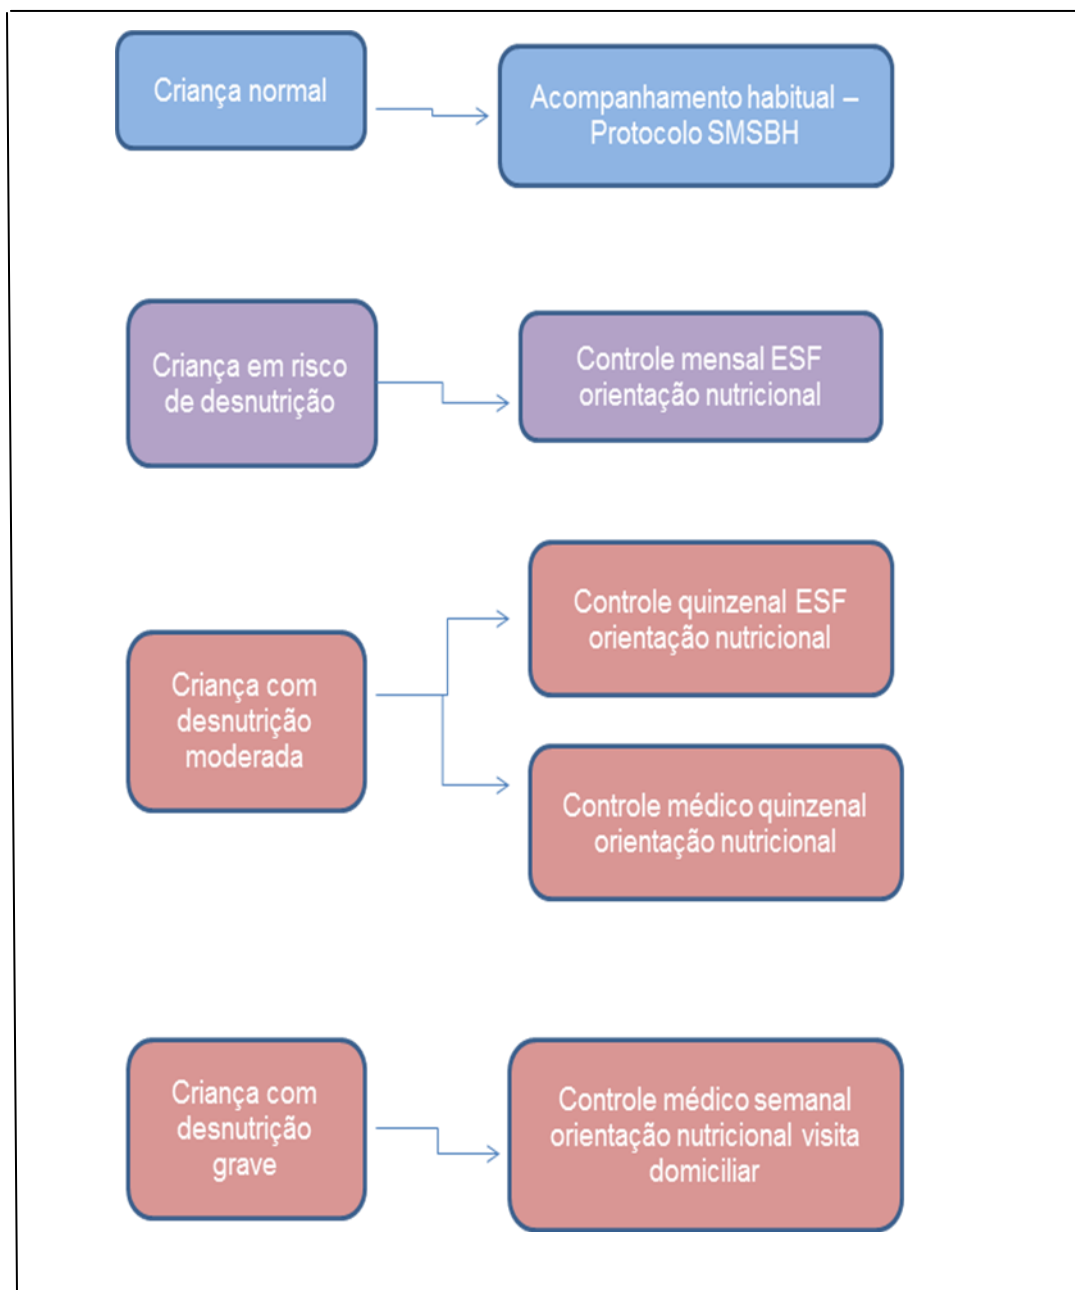 Criança normal
Acompanhamento habitual –
Protocolo SMSBH
Criança em risco
de desnutrição
Controle mensal ESF
orientação nutricional
Criança com
desnutrição
moderada
Controle quinzenal ESF
orientação nutricional
Controle médico quinzenal
orientação nutricional
Criança com
desnutrição
grave
Controle médico semanal
orientação nutricional visita
domiciliar